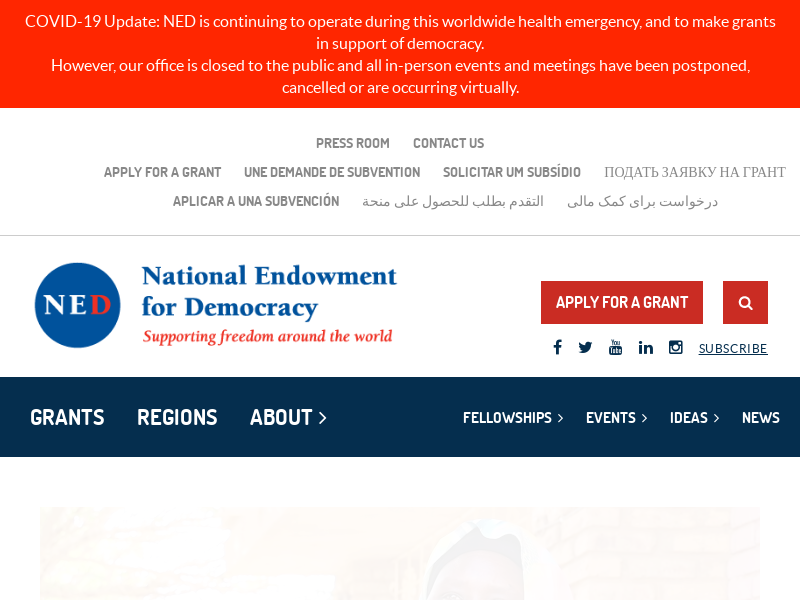 COVID-19 Update: NED is continuing to operate during this worldwide health emergency, and to make grants
in support of democracy.
However, our office is closed to the public and all in-person events and meetings have been postponed,
cancelled or are occurring virtually.
PRESS ROOM CONTACT US
APPLY FOR A GRANT UNE DEMANDE DE SUBVENTION SOLICITAR UM SUBSÍDIO ПОДАТЬ ЗАЯВКУ НА ГРАНТ
APLICAR A UNA SUBVENCIÓN التقدم بطلب للحصول على منحة درخواست برای کمک مالی
NED
National Endowment
for Democracy
Supporting freedom around the world
APPLY FOR A GRANT
You Tube
SUBSCRIBE
GRANTS REGIONS ABOUT FELLOWSHIPS EVENTS IDEAS NEWS